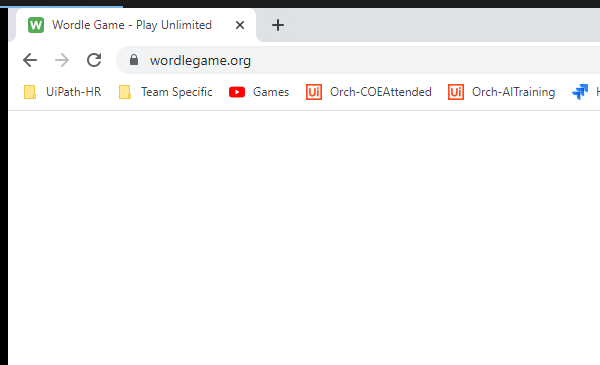 W Wordle Game - Play Unlimited
wordlegame.org
UiPath-HR Team Specific Games Ui Orch-COEAttended Ui Orch-AITraining H